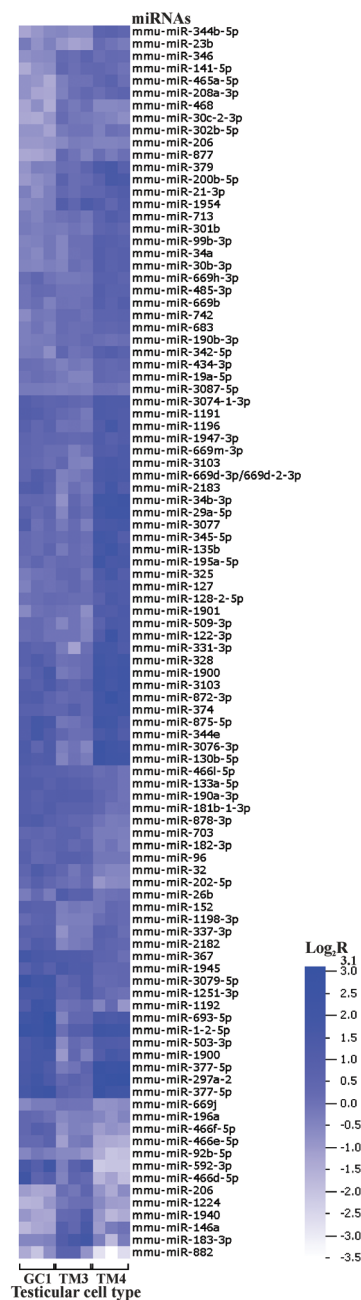 miRNAs
mmu-miR-344b-5p
mmu-miR-23b
mmu-miR-346
mmu-miR-141-5p
mmu-miR-465a-5p
mmu-miR-208a-3p
mmu-miR-468
mmu-miR-30c-2-3p
mmu-miR-302b-5p
mmu-miR-206
mmu-miR-877
mmu-miR-379
mmu-miR-200b-5p
mmu-miR-21-3p
mmu-miR-1954
mmu-miR-713
mmu-miR-301b
mmu-miR-99b-3p
mmu-miR-34a
mmu-miR-30b-3p
mmu-miR-669h-3p
mmu-miR-485-3p
mmu-miR-669b
mmu-miR-742
mmu-miR-683
mmu-miR-190b-3p
mmu-miR-342-5p
mmu-miR-434-3p
mmu-miR-19a-5p
mmu-miR-3087-5p
mmu-miR-3074-1-3p
mmu-miR-1191
mmu-miR-1196
mmu-miR-1947-3p
mmu-miR-669m-3p
mmu-miR-3103
mmu-miR-669d-3p/669d-2-3p
mmu-miR-2183
mmu-miR-34b-3p
mmu-miR-29a-5p
mmu-miR-3077
mmu-miR-345-5p
mmu-miR-135b
mmu-miR-195a-5p
mmu-miR-325
mmu-miR-127
mmu-miR-128-2-5p
mmu-miR-1901
mmu-miR-509-3p
mmu-miR-122-3p
mmu-miR-331-3p
mmu-miR-328
mmu-miR-1900
mmu-miR-3103
mmu-miR-872-3p
mmu-miR-374
mmu-miR-875-5p
mmu-miR-344e
mmu-miR-3076-3p
mmu-miR-130b-5p
mmu-miR-466l-5p
mmu-miR-133a-5p
mmu-miR-190a-3p
mmu-miR-181b-1-3p
mmu-miR-878-3p
mmu-miR-703
mmu-miR-182-3p
mmu-miR-96
mmu-miR-32
mmu-miR-202-5p
mmu-miR-26b
mmu-miR-152
mmu-miR-1198-3p
mmu-miR-337-3p
mmu-miR-2182
mmu-miR-367
mmu-miR-1945
mmu-miR-3079-5p
mmu-miR-1251-3p
mmu-miR-1192
mmu-miR-693-5p
mmu-miR-1-2-5p
mmu-miR-503-3p
mmu-miR-1900
mmu-miR-377-5p
mmu-miR-297a-2
mmu-miR-377-5p
mmu-miR-669j
mmu-miR-196a
mmu-miR-466f-5p
mmu-miR-466e-5p
mmu-miR-92b-5p
mmu-miR-592-3p
mmu-miR-466d-5p
mmu-miR-206
mmu-miR-1224
mmu-miR-1940
mmu-miR-146a
mmu-miR-183-3p
mmu-miR-882
GC1 TM3 TM4
Testicular cell type
Log₂R
3.1
3.0
2.5
2.0
1.5
1.0
0.5
0.0
-0.5
-1.0
-1.5
-2.0
-2.5
-3.0
-3.5